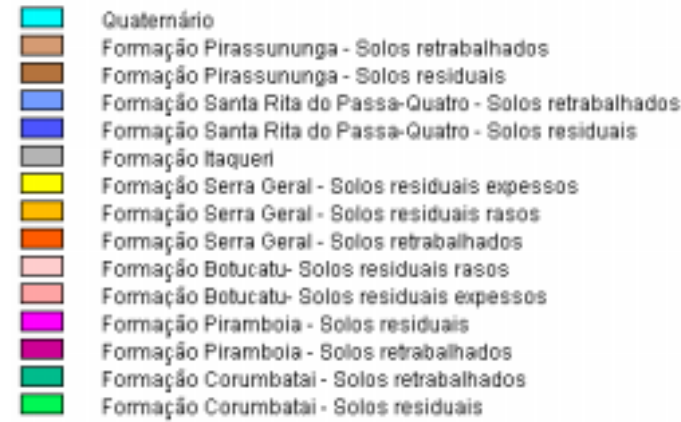 Quaternário
Formação Pirassununga - Solos retrabalhados
Formação Pirassununga - Solos residuais
Formação Santa Rita do Passa-Quatro - Solos retrabalhados
Formação Santa Rita do Passa-Quatro - Solos residuais
Formação Itaqueri
Formação Serra Geral - Solos residuais expessos
Formação Serra Geral - Solos residuais rasos
Formação Serra Geral - Solos retrabalhados
Formação Botucatu- Solos residuais rasos
Formação Botucatu- Solos residuais expessos
Formação Piramboia - Solos residuais
Formação Piramboia - Solos retrabalhados
Formação Corumbatai - Solos retrabalhados
Formação Corumbatai - Solos residuais